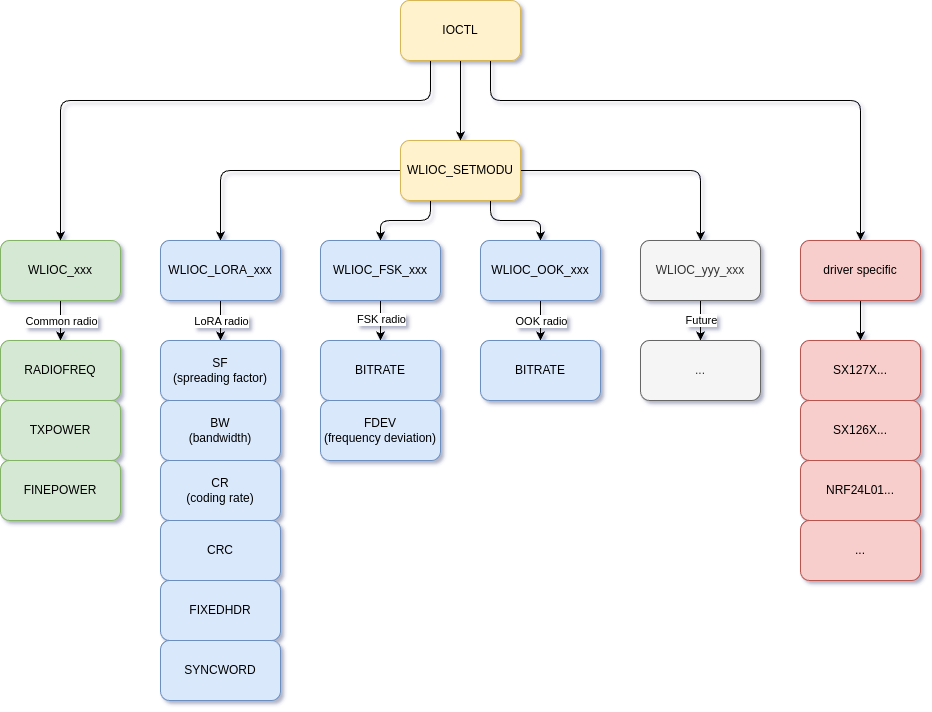 IOCTL
WLIOC_SETMODU
WLIOC_xxx
WLIOC_LORA_xxx
WLIOC_FSK_xxx
WLIOC_OOK_xxx
WLIOC_yyy_xxx
driver specific
Common radio
LoRA radio
FSK radio
OOK radio
Future
RADIOFREQ
TXPOWER
FINEPOWER
SF
(spreading factor)
BW
(bandwidth)
CR
(coding rate)
CRC
FIXEDHDR
SYNCWORD
BITRATE
FDEV
(frequency deviation)
BITRATE
...
SX127X...
SX126X...
NRF24L01...
...